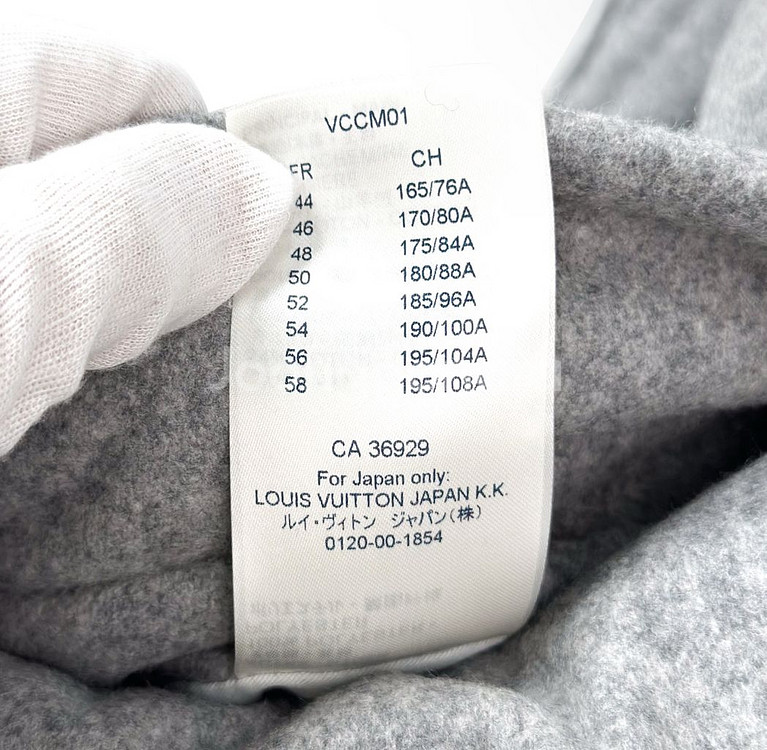 VCCM01
FR CH
44 165/76A
46 170/80A
48 175/84A
50 180/88A
52 185/96A
54 190/100A
56 195/104A
58 195/108A
CA 36929
For Japan only:
LOUIS VUITTON JAPAN K.K.
ルイ・ヴィトン ジャパン(株)
0120-00-1854